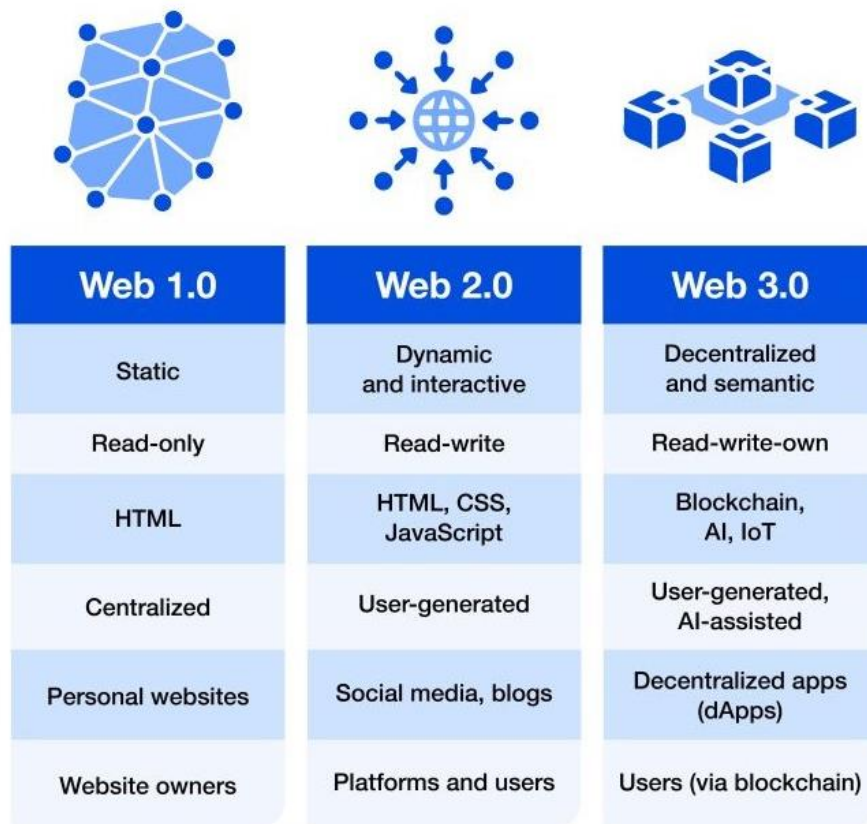 Web 1.0
Web 2.0
Web 3.0
Static
Dynamic
and interactive
Decentralized
and semantic
Read-only
Read-write
Read-write-own
HTML
HTML, CSS,
JavaScript
Blockchain,
AI, IoT
Centralized
User-generated
User-generated,
AI-assisted
Personal websites
Social media, blogs
Decentralized apps
(dApps)
Website owners
Platforms and users
Users (via blockchain)